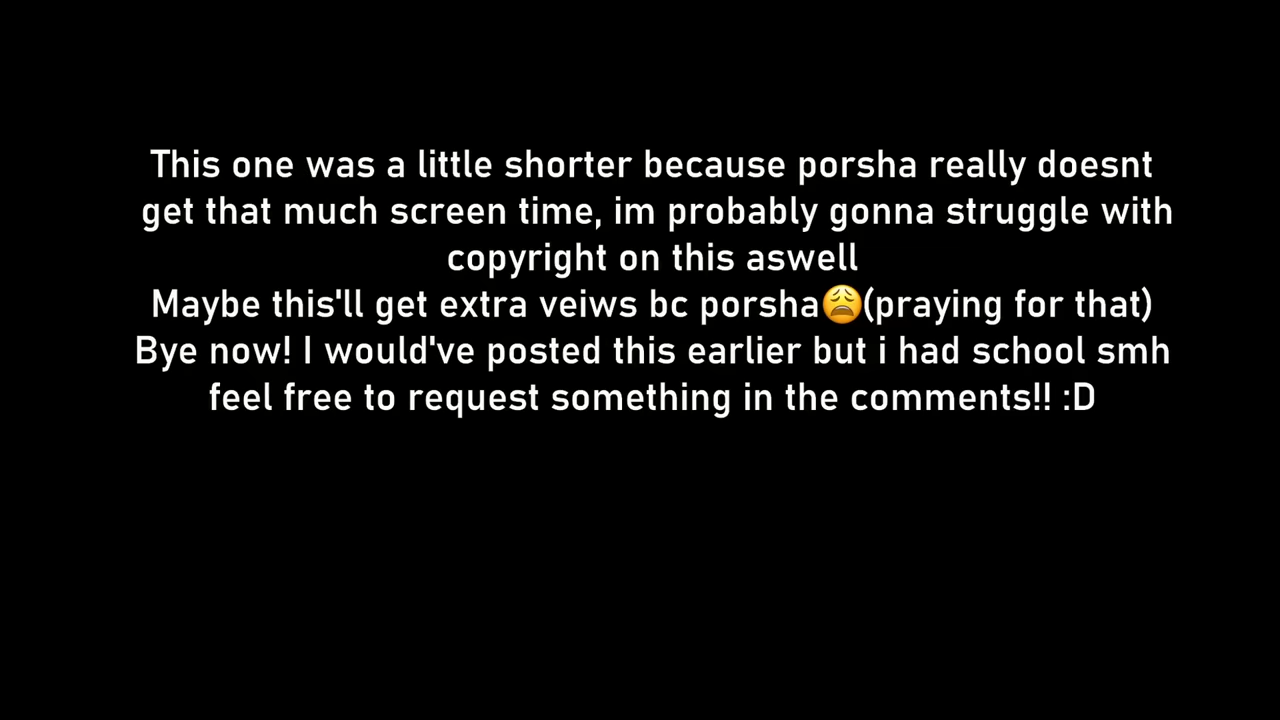 This one was a little shorter because porsha really doesnt
get that much screen time, im probably gonna struggle with
copyright on this aswell
Maybe this'll get extra veiws bc porsha😩(praying for that)
Bye now! I would've posted this earlier but i had school smh
feel free to request something in the comments!! :D